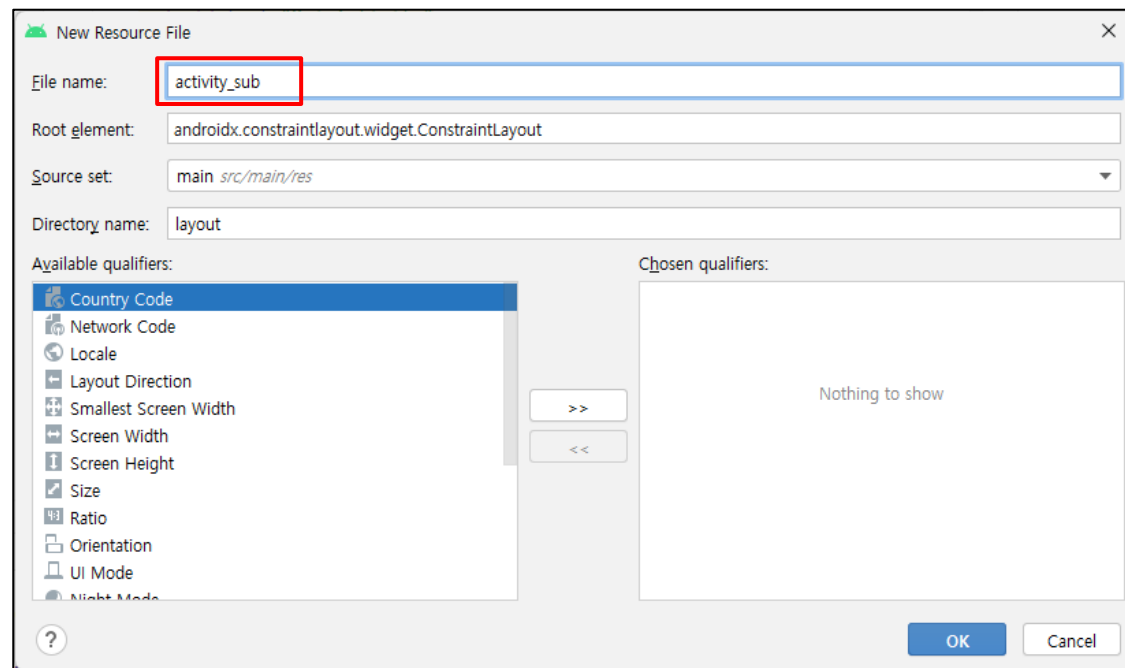 New Resource File
File name: activity_sub
Root element: androidx.constraintlayout.widget.ConstraintLayout
Source set: main src/main/res
Directory name: layout
Available qualifiers:
Chosen qualifiers:
Country Code
Network Code
Locale
Layout Direction
Smallest Screen Width
Screen Width
Screen Height
Size
Ratio
Orientation
UI Mode
Night Mode
>>
<<
Nothing to show
?
OK
Cancel